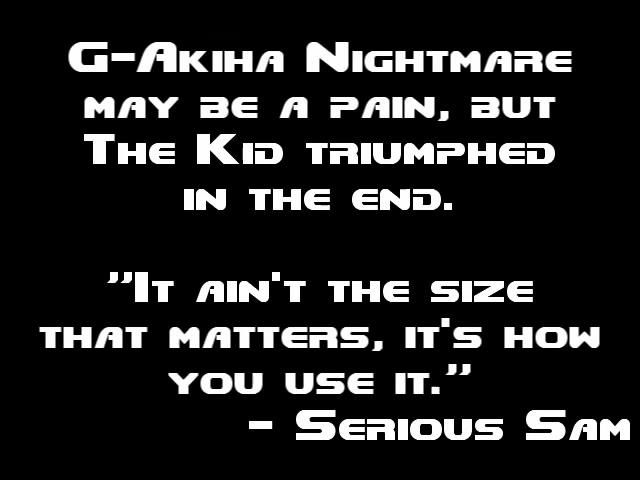 G-Akiha Nightmare
may be a pain, but
The Kid triumphed
in the end.
"It ain't the size
that matters, it's how
you use it."
- Serious Sam